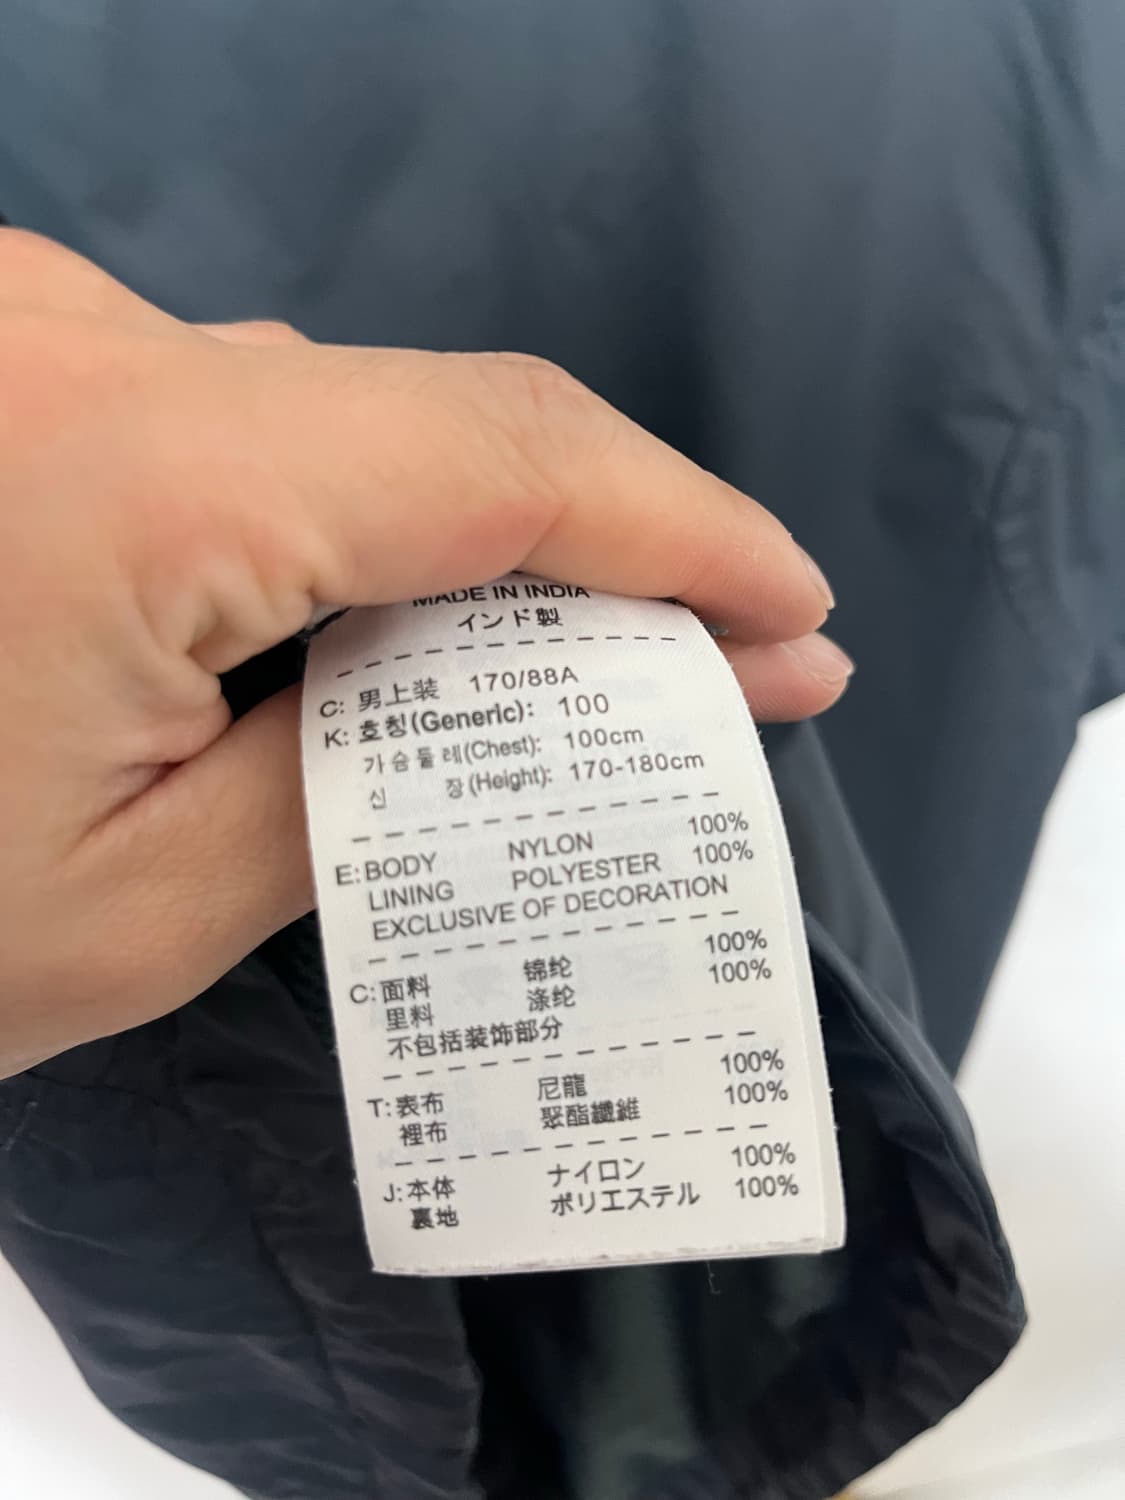 MADE IN INDIA
インド製
C: 男上装 170/88A
K: 호칭(Generic): 100
가슴둘레(Chest): 100cm
신 장(Height): 170-180cm
E: BODY NYLON 100%
LINING POLYESTER 100%
EXCLUSIVE OF DECORATION
C: 面料 锦纶 100%
里料 涤纶 100%
不包括装饰部分
T: 表布 尼龍 100%
裡布 聚酯纖維 100%
J: 本体 ナイロン 100%
裏地 ポリエステル 100%